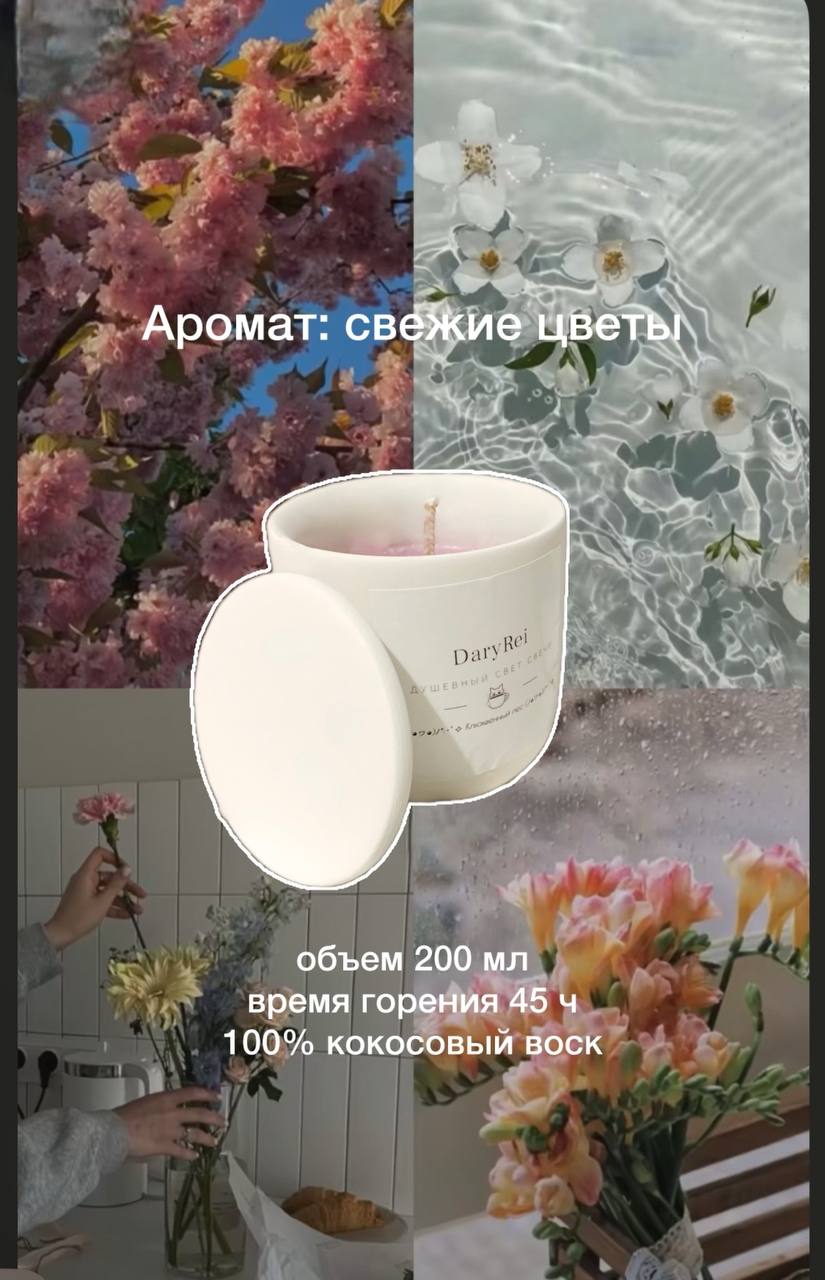 Аромат: свежие цветы
DaryRei
ДУШЕВНЫЙ СВЕТ СВЕЧИ
объем 200 мл
время горения 45 ч
100% кокосовый воск